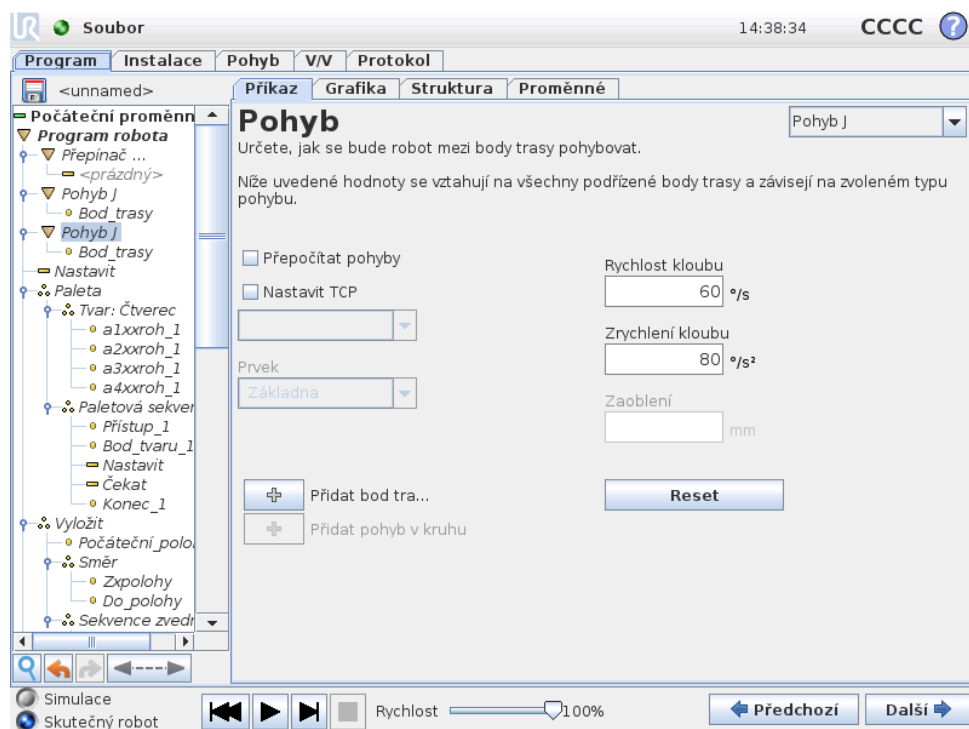 UR Soubor 14:38:34 CCCC ?
Program Instalace Pohyb V/V Protokol
<unnamed>
Příkaz Grafika Struktura Proměnné
Počáteční proměnn
Program robota
Přepínač ...
<prázdný>
Pohyb J
Bod_trasy
Pohyb J
Bod_trasy
Nastavit
Paleta
Tvar: Čtverec
a1xxroh_1
a2xxroh_1
a3xxroh_1
a4xxroh_1
Paletová sekven
Přístup_1
Bod_tvaru_1
Nastavit
Čekat
Konec_1
Vyložit
Počáteční_polo
Směr
Zxpolohy
Do_polohy
Sekvence zvedn
Pohyb
Pohyb J
Určete, jak se bude robot mezi body trasy pohybovat.
Níže uvedené hodnoty se vztahují na všechny podřízené body trasy a závisejí na zvoleném typu
pohybu.
Přepočítat pohyby
Nastavit TCP
Prvek
Základna
Rychlost kloubu
60 °/s
Zrychlení kloubu
80 °/s²
Zaoblení
mm
Přidat bod tra...
Přidat pohyb v kruhu
Reset
Simulace
Skutečný robot
Rychlost 100%
Předchozí
Další